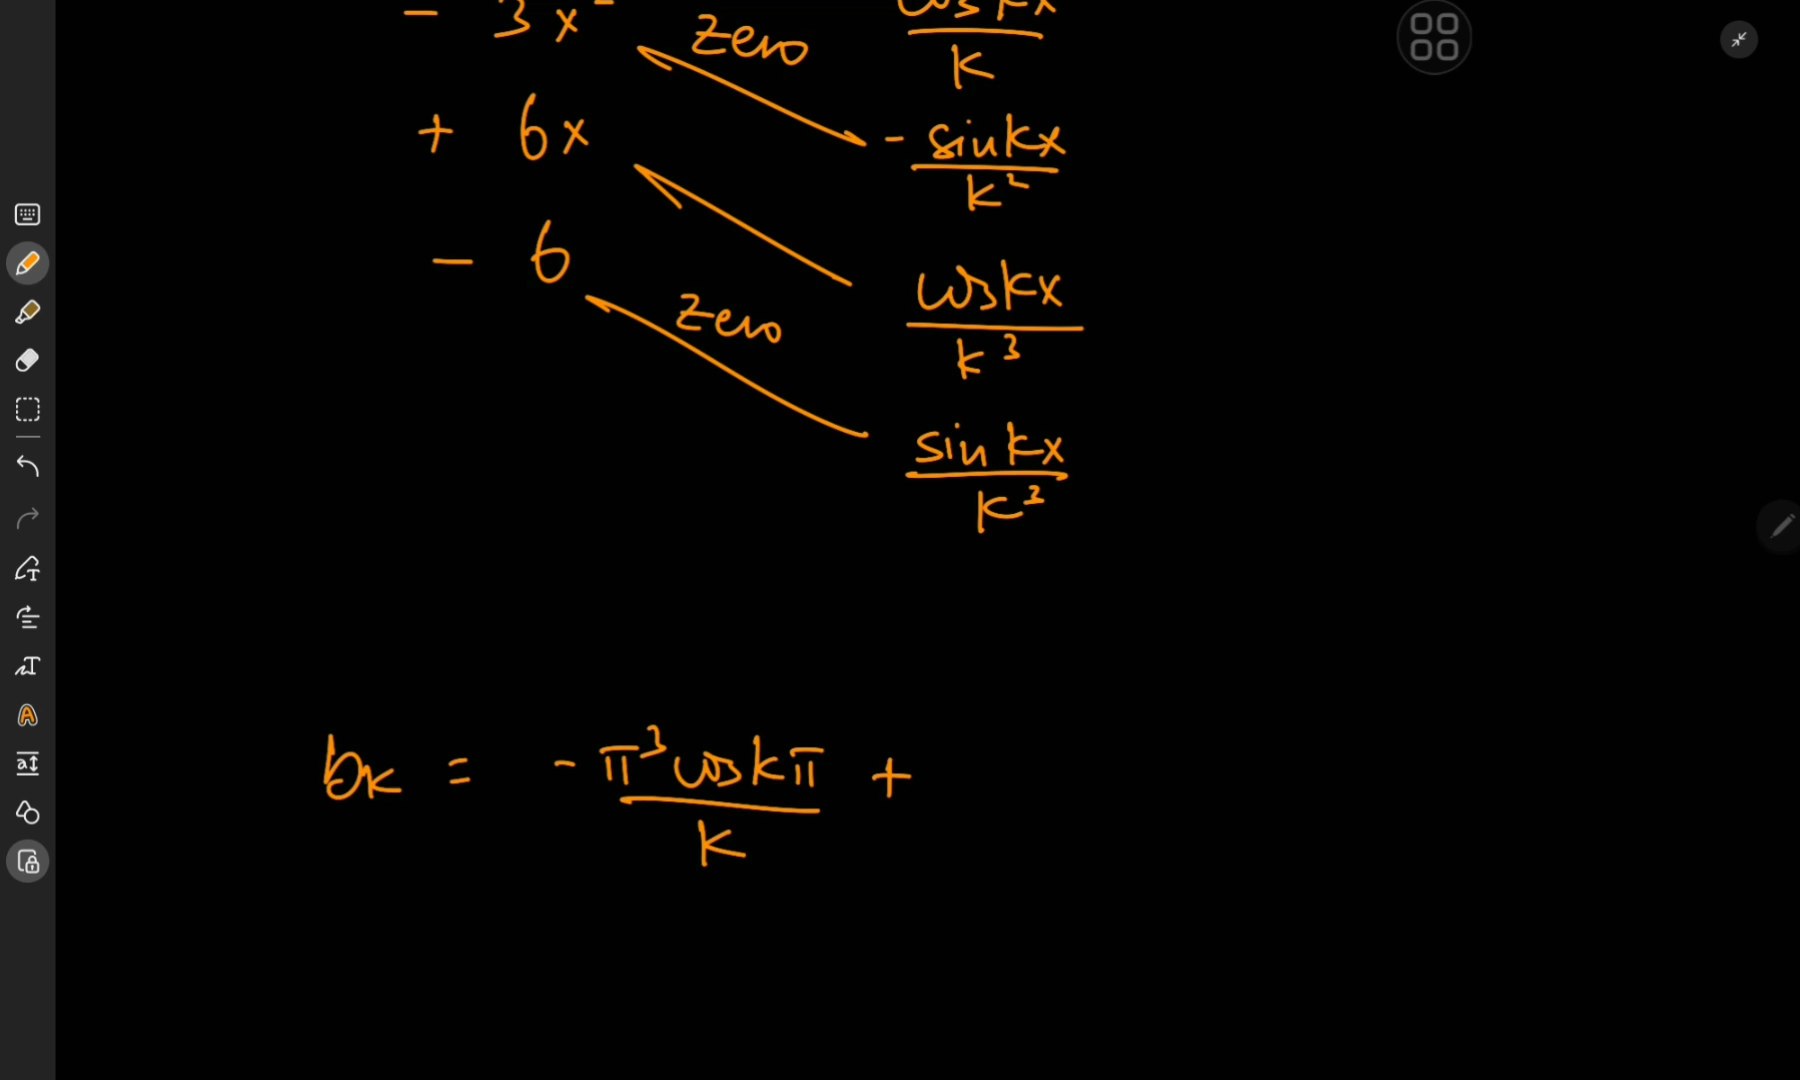 - 3x² zero cos kx
k
+ 6x - sin kx
k²
- 6 zero cos kx
k³
sin kx
k³
bk = - π³ cos kπ +
k